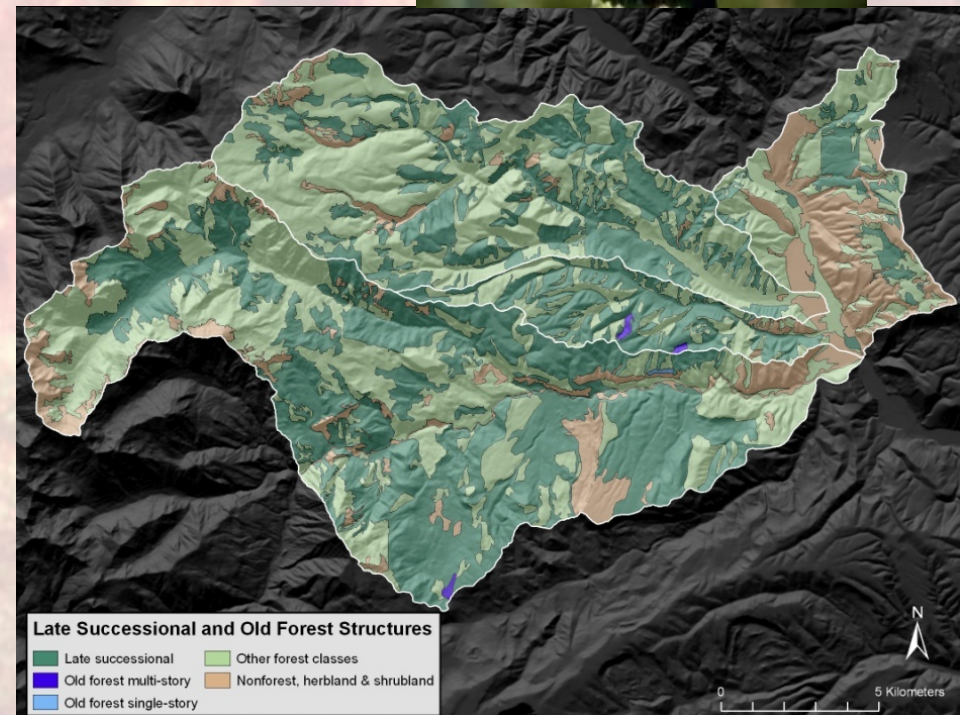 Late Successional and Old Forest Structures
Late successional
Other forest classes
Old forest multi-story
Nonforest, herbland & shrubland
Old forest single-story
N
0
5 Kilometers